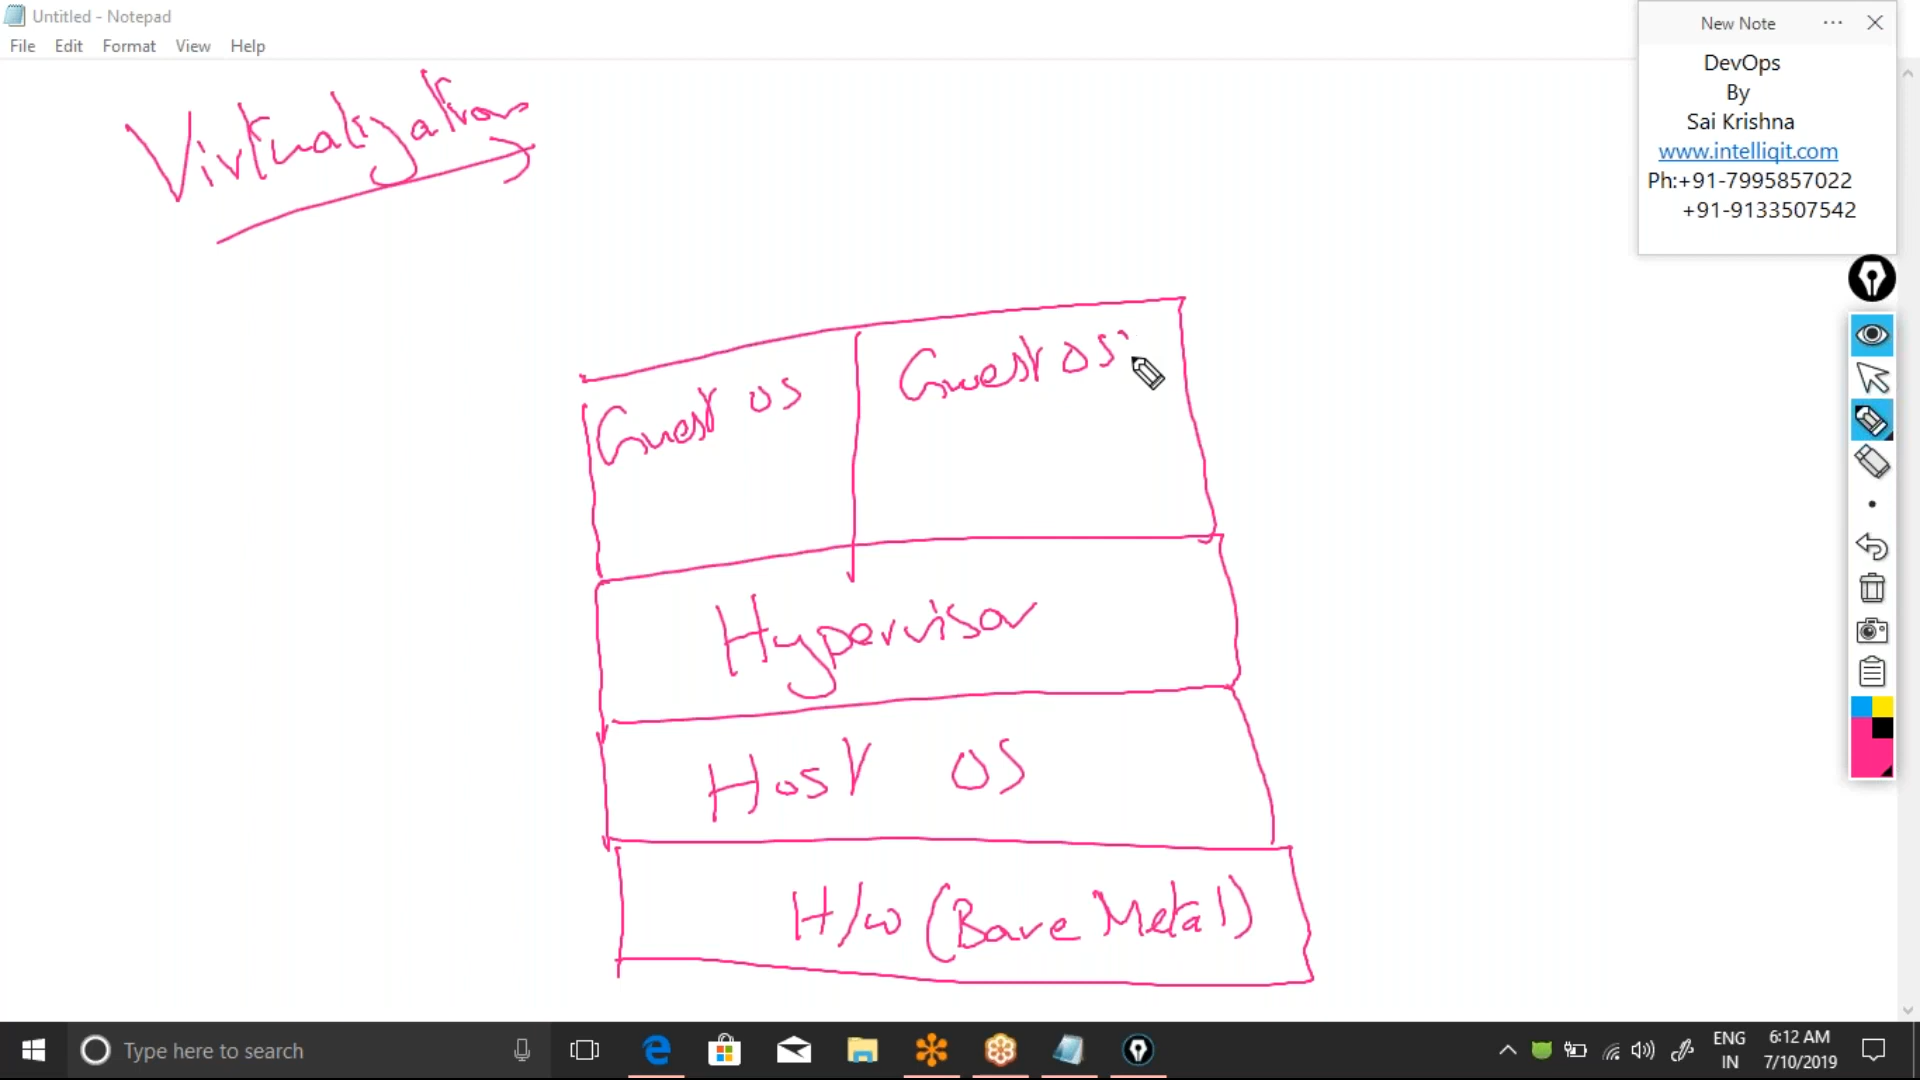 Untitled - Notepad
File Edit Format View Help
Virtualization
New Note
DevOps
By
Sai Krishna
www.intelliqit.com
Ph:+91-7995857022
+91-9133507542
Guest OS
Guest OS
Hypervisor
Host OS
H/w (Bare Metal)
Type here to search
ENG
IN
6:12 AM
7/10/2019